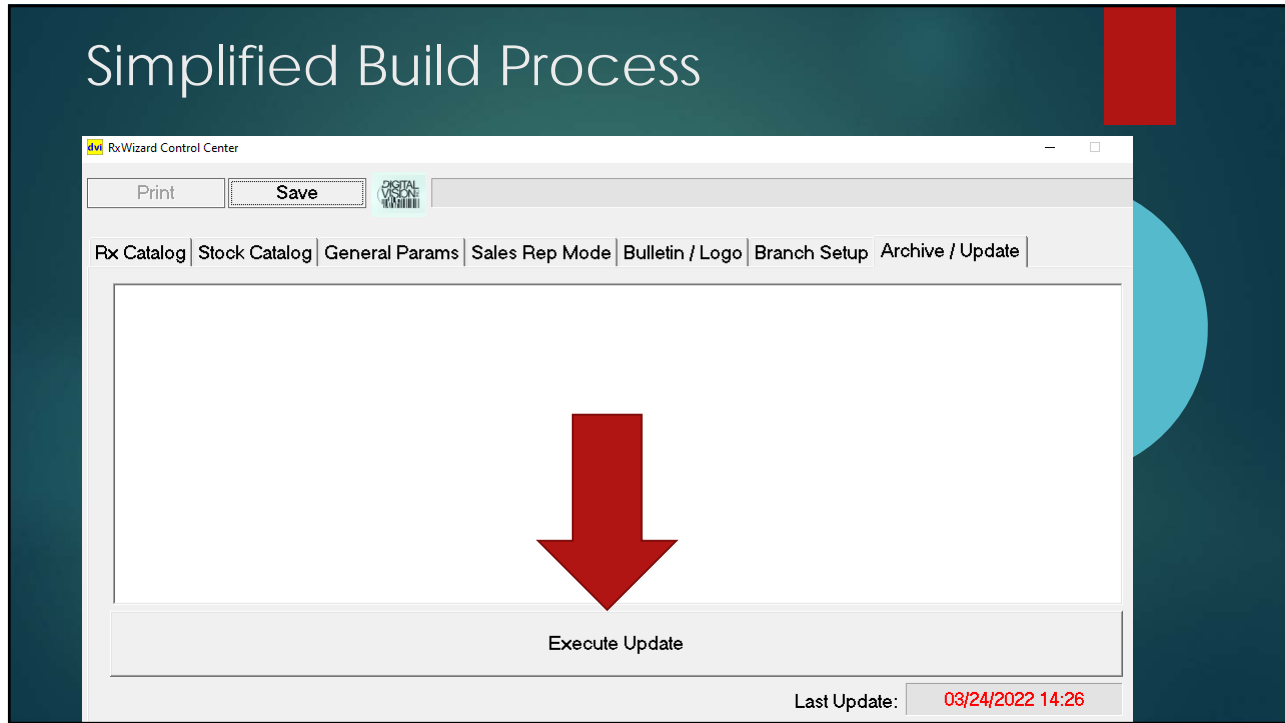 Simplified Build Process
dvi RxWizard Control Center
Print Save DIGITAL VISION
Rx Catalog Stock Catalog General Params Sales Rep Mode Bulletin / Logo Branch Setup Archive / Update
Execute Update
Last Update: 03/24/2022 14:26